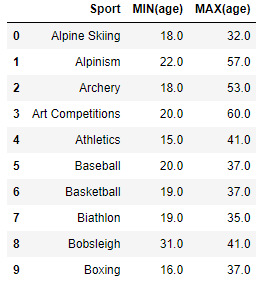 Sport MIN(age) MAX(age)
0 Alpine Skiing 18.0 32.0
1 Alpinism 22.0 57.0
2 Archery 18.0 53.0
3 Art Competitions 20.0 60.0
4 Athletics 15.0 41.0
5 Baseball 20.0 37.0
6 Basketball 19.0 37.0
7 Biathlon 19.0 35.0
8 Bobsleigh 31.0 41.0
9 Boxing 16.0 37.0